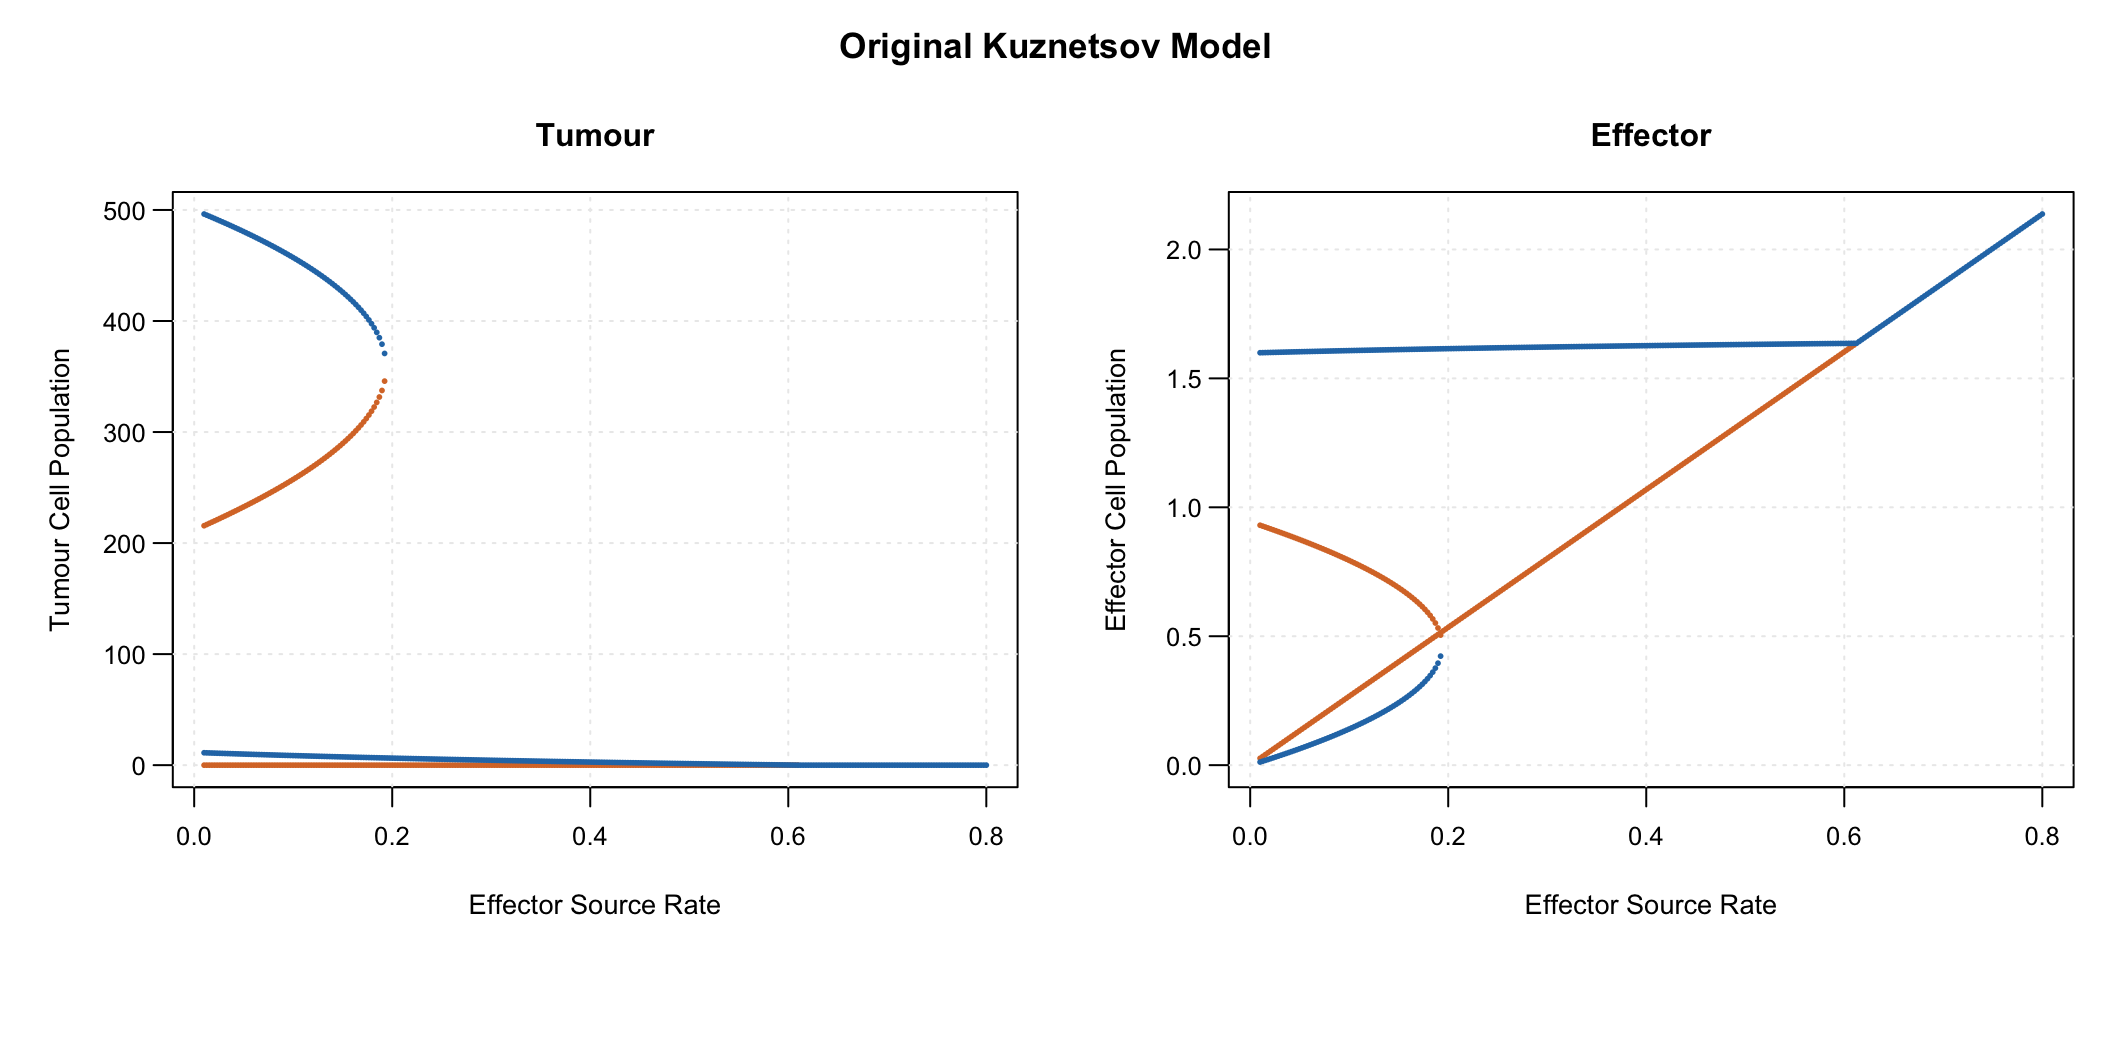 Original Kuznetsov Model
Tumour
Tumour Cell Population
500
400
300
200
100
0
0.0 0.2 0.4 0.6 0.8
Effector Source Rate
Effector
Effector Cell Population
2.0
1.5
1.0
0.5
0.0
0.0 0.2 0.4 0.6 0.8
Effector Source Rate